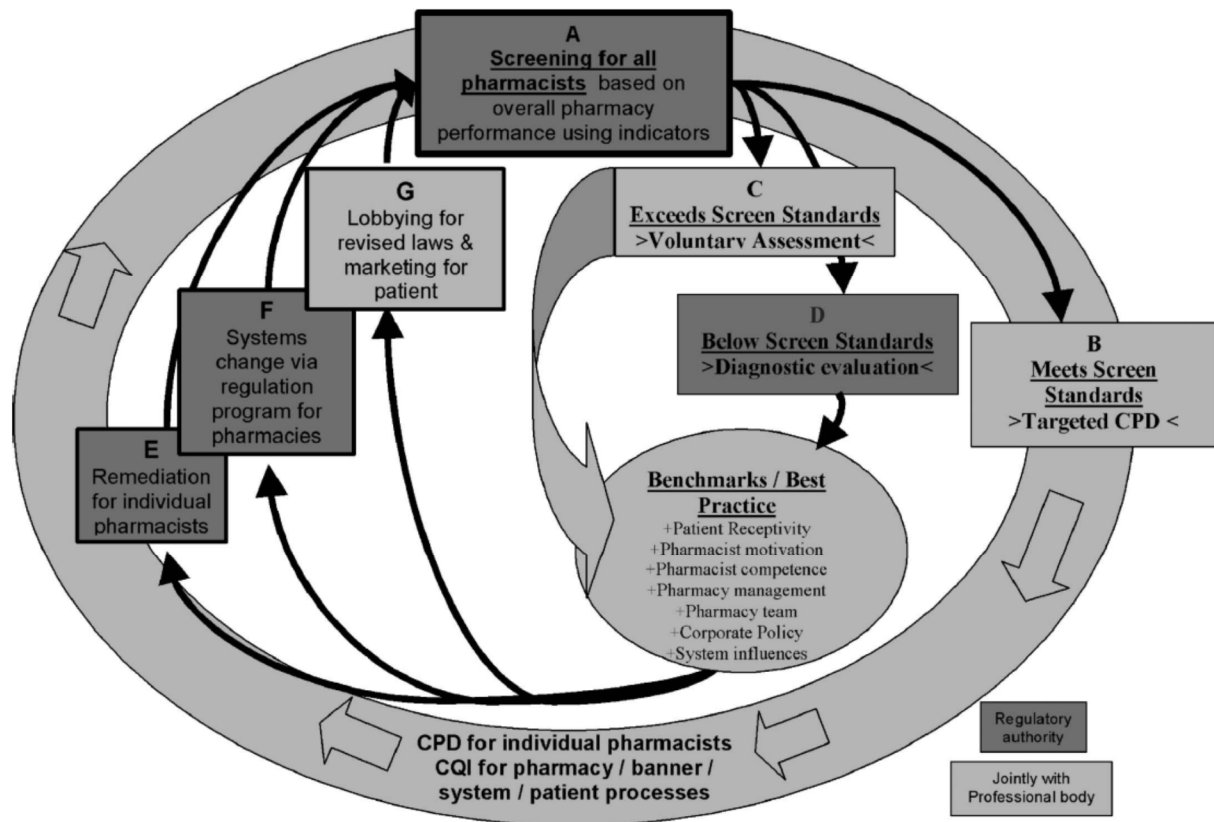 A
Screening for all
pharmacists based on
overall pharmacy
performance using indicators
G
Lobbying for
revised laws &
marketing for
patient
C
Exceeds Screen Standards
>Voluntary Assessment<
F
Systems
change via
regulation
program for
pharmacies
D
Below Screen Standards
>Diagnostic evaluation<
B
Meets Screen
Standards
>Targeted CPD <
E
Remediation
for individual
pharmacists
Benchmarks / Best
Practice
+Patient Receptivity
+Pharmacist motivation
+Pharmacist competence
+Pharmacy management
+Pharmacy team
+Corporate Policy
+System influences
CPD for individual pharmacists
CQI for pharmacy / banner /
system / patient processes
Regulatory
authority
Jointly with
Professional body